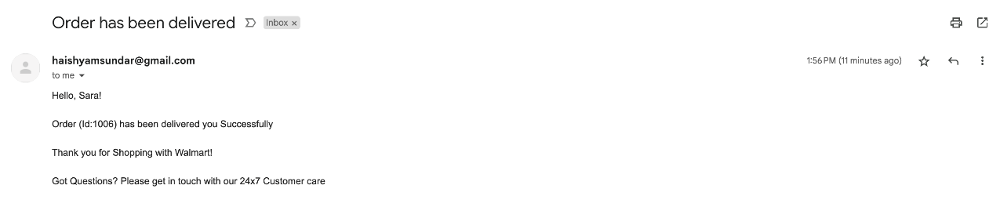 Order has been delivered Inbox ×
haishyamsundar@gmail.com 1:56 PM (11 minutes ago)
to me
Hello, Sara!
Order (Id:1006) has been delivered you Successfully
Thank you for Shopping with Walmart!
Got Questions? Please get in touch with our 24x7 Customer care